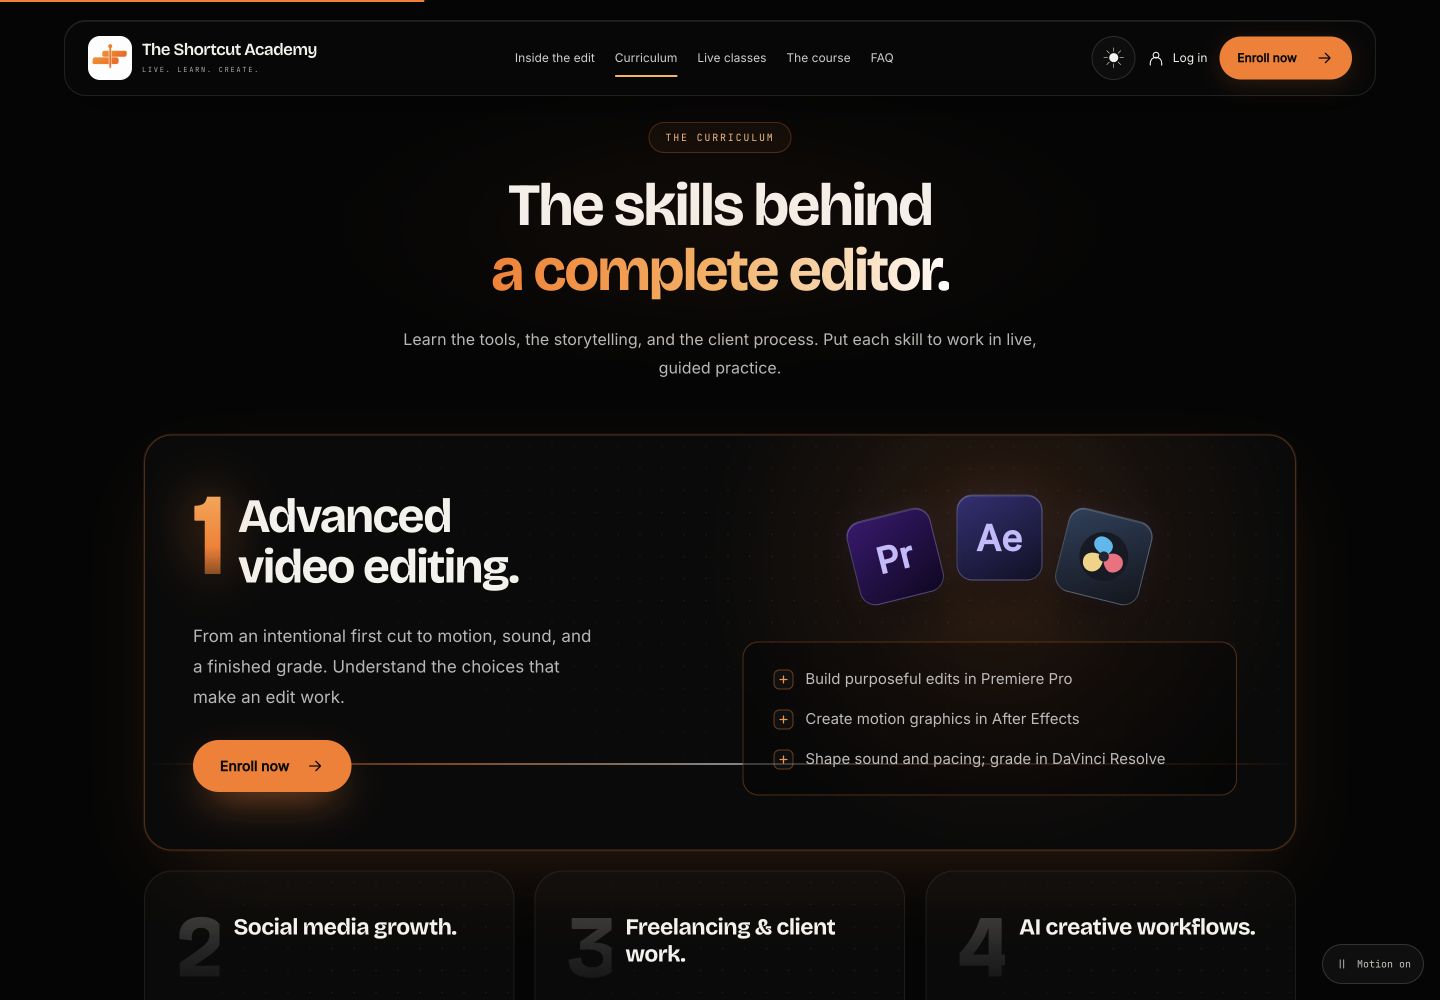 The Shortcut Academy
LIVE. LEARN. CREATE.
Inside the edit
Curriculum
Live classes
The course
FAQ
Log in
Enroll now
THE CURRICULUM
The skills behind
a complete editor.
Learn the tools, the storytelling, and the client process. Put each skill to work in live,
guided practice.
1
Advanced
video editing.
From an intentional first cut to motion, sound, and
a finished grade. Understand the choices that
make an edit work.
Enroll now
Pr
Ae
Build purposeful edits in Premiere Pro
Create motion graphics in After Effects
Shape sound and pacing; grade in DaVinci Resolve
2
Social media growth.
3
Freelancing & client
work.
4
AI creative workflows.
Motion on